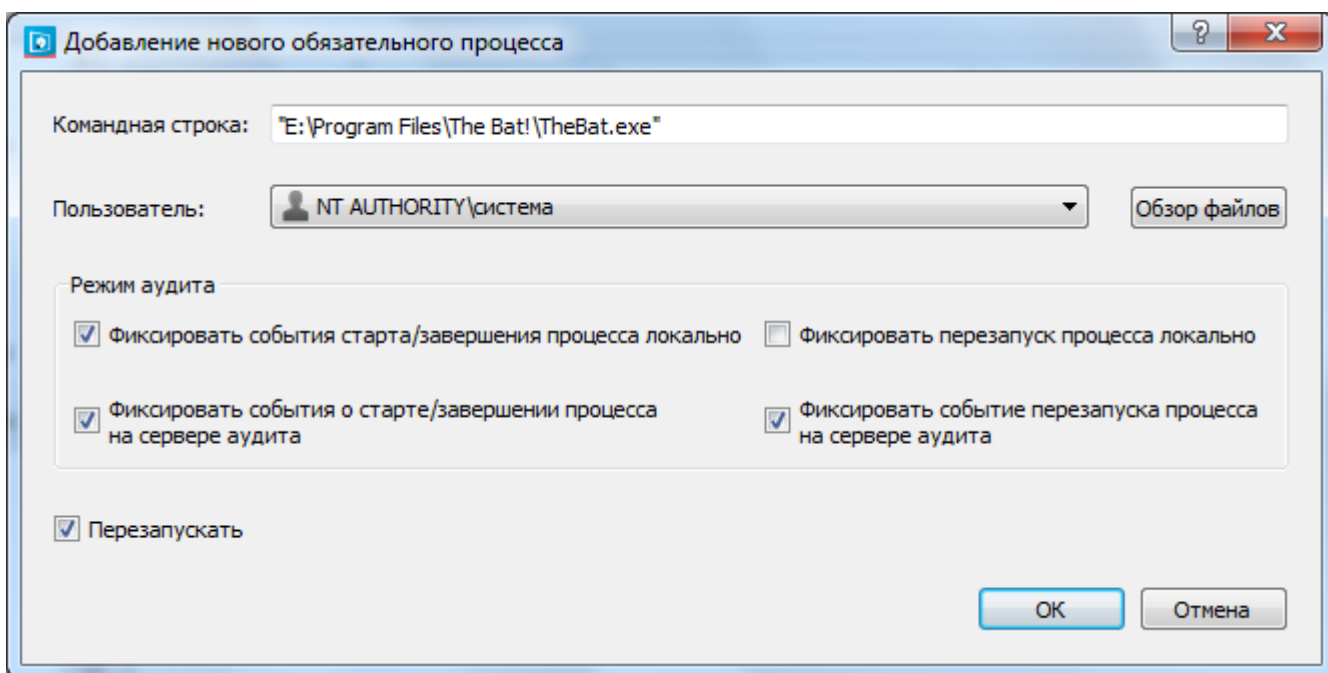 Добавление нового обязательного процесса
Командная строка: "E:\Program Files\The Bat!\TheBat.exe"
Пользователь: NT AUTHORITY\система Обзор файлов
Режим аудита
Фиксировать события старта/завершения процесса локально Фиксировать перезапуск процесса локально
Фиксировать события о старте/завершении процесса Фиксировать событие перезапуска процесса
на сервере аудита на сервере аудита
Перезапускать
ОК Отмена